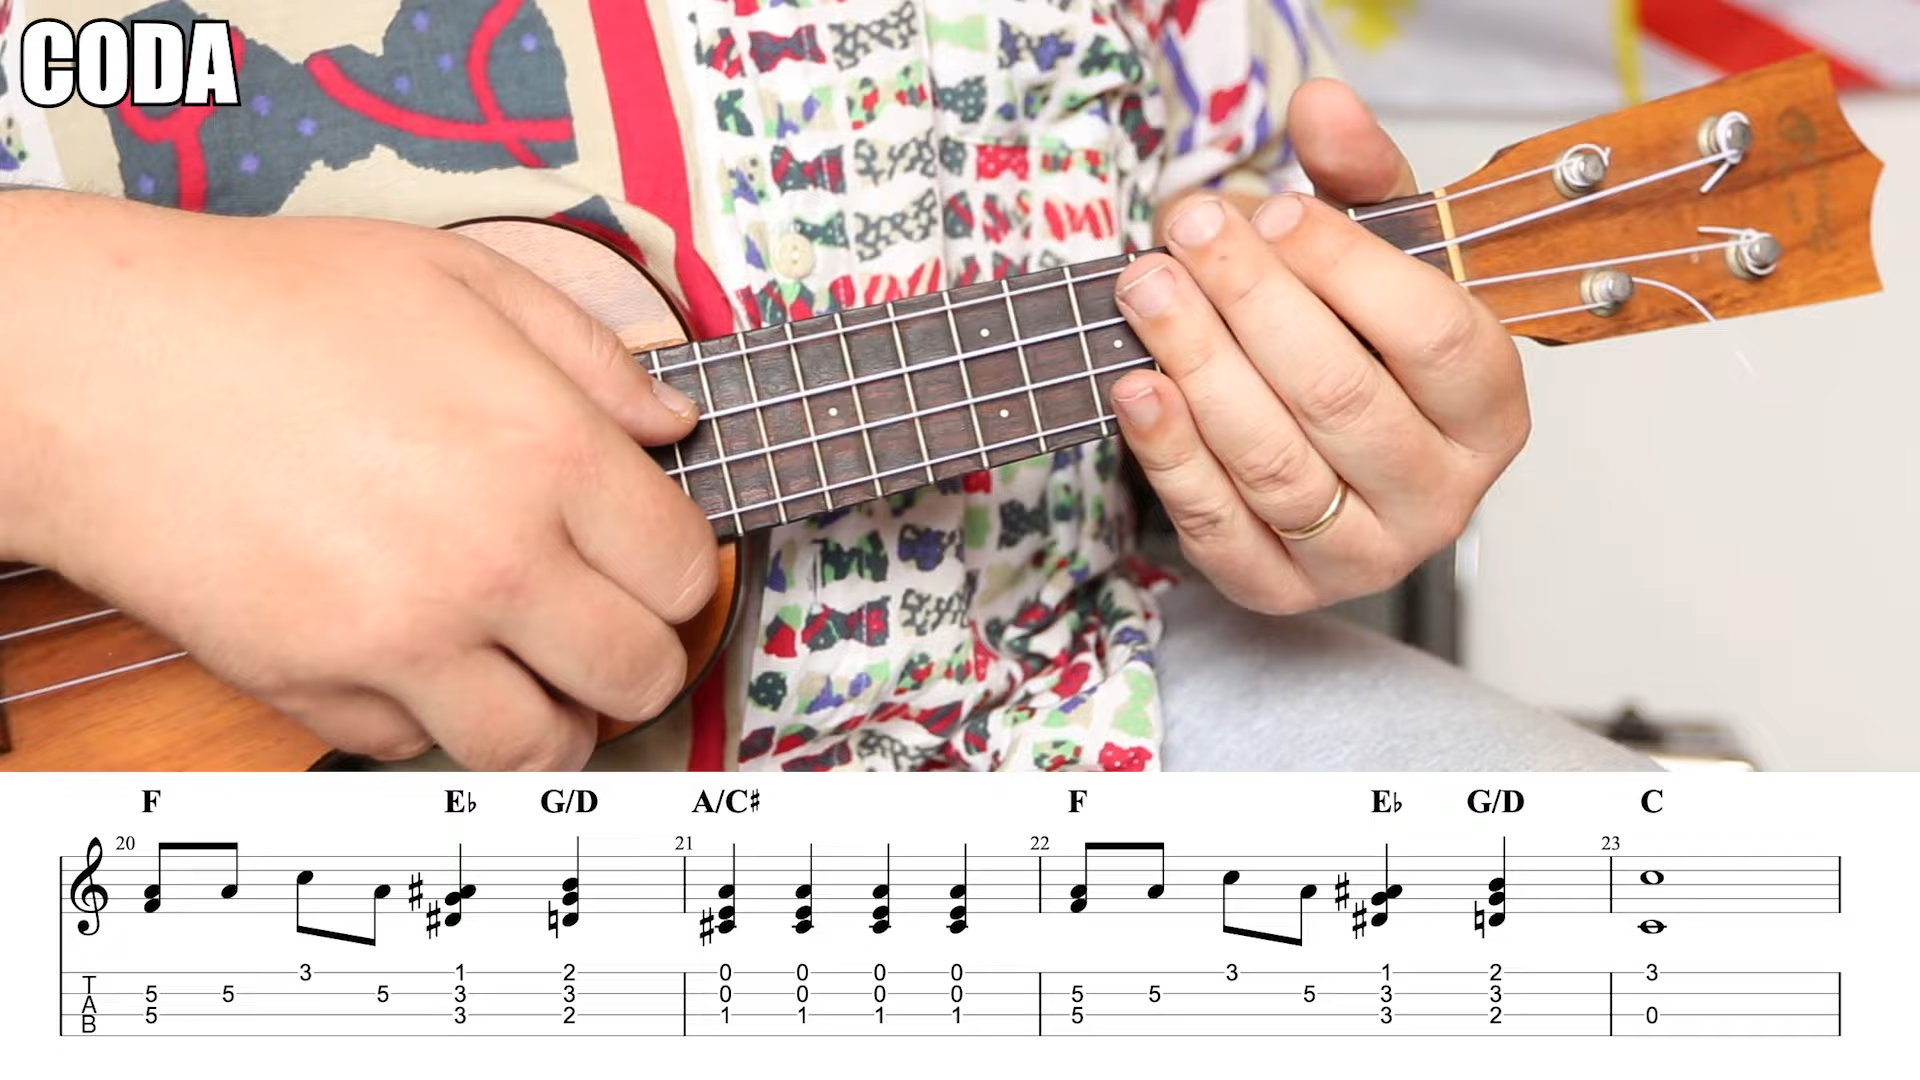 CODA
F E♭ G/D A/C♯ F E♭ G/D C
20 21 22 23
T 3 1 2 0 0 0 0 3 1 2 3
A 5 5 5 3 3 0 0 0 0 5 5 5 3 3
B 5 3 2 1 1 1 1 5 3 2 0